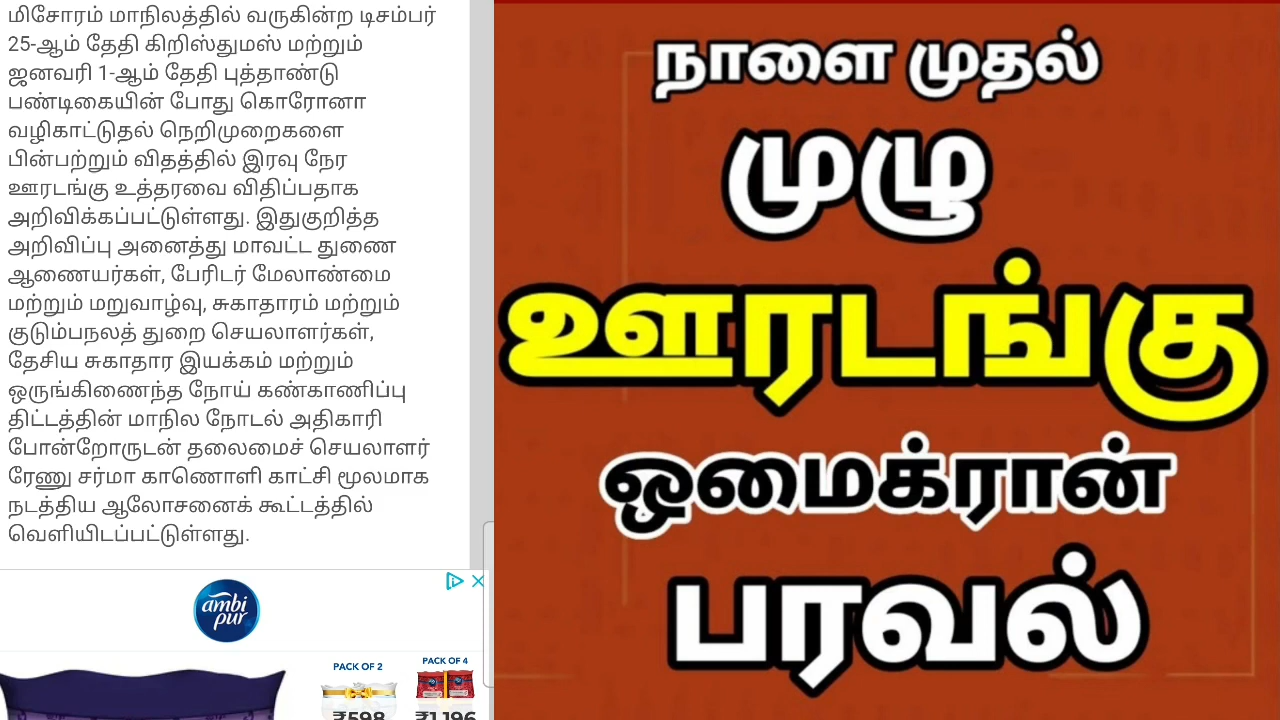 மிசோரம் மாநிலத்தில் வருகின்ற டிசம்பர்
25-ஆம் தேதி கிறிஸ்துமஸ் மற்றும்
ஜனவரி 1-ஆம் தேதி புத்தாண்டு
பண்டிகையின் போது கொரோனா
வழிகாட்டுதல் நெறிமுறைகளை
பின்பற்றும் விதத்தில் இரவு நேர
ஊரடங்கு உத்தரவை விதிப்பதாக
அறிவிக்கப்பட்டுள்ளது. இதுகுறித்த
அறிவிப்பு அனைத்து மாவட்ட துணை
ஆணையர்கள், பேரிடர் மேலாண்மை
மற்றும் மறுவாழ்வு, சுகாதாரம் மற்றும்
குடும்பநலத் துறை செயலாளர்கள்,
தேசிய சுகாதார இயக்கம் மற்றும்
ஒருங்கிணைந்த நோய் கண்காணிப்பு
திட்டத்தின் மாநில நோடல் அதிகாரி
போன்றோருடன் தலைமைச் செயலாளர்
ரேணு சர்மா காணொளி காட்சி மூலமாக
நடத்திய ஆலோசனைக் கூட்டத்தில்
வெளியிடப்பட்டுள்ளது.
ambi
pur
PACK OF 2
PACK OF 4
₹598
₹1,196
நாளை முதல்
முழு
ஊரடங்கு
ஒமைக்ரான்
பரவல்